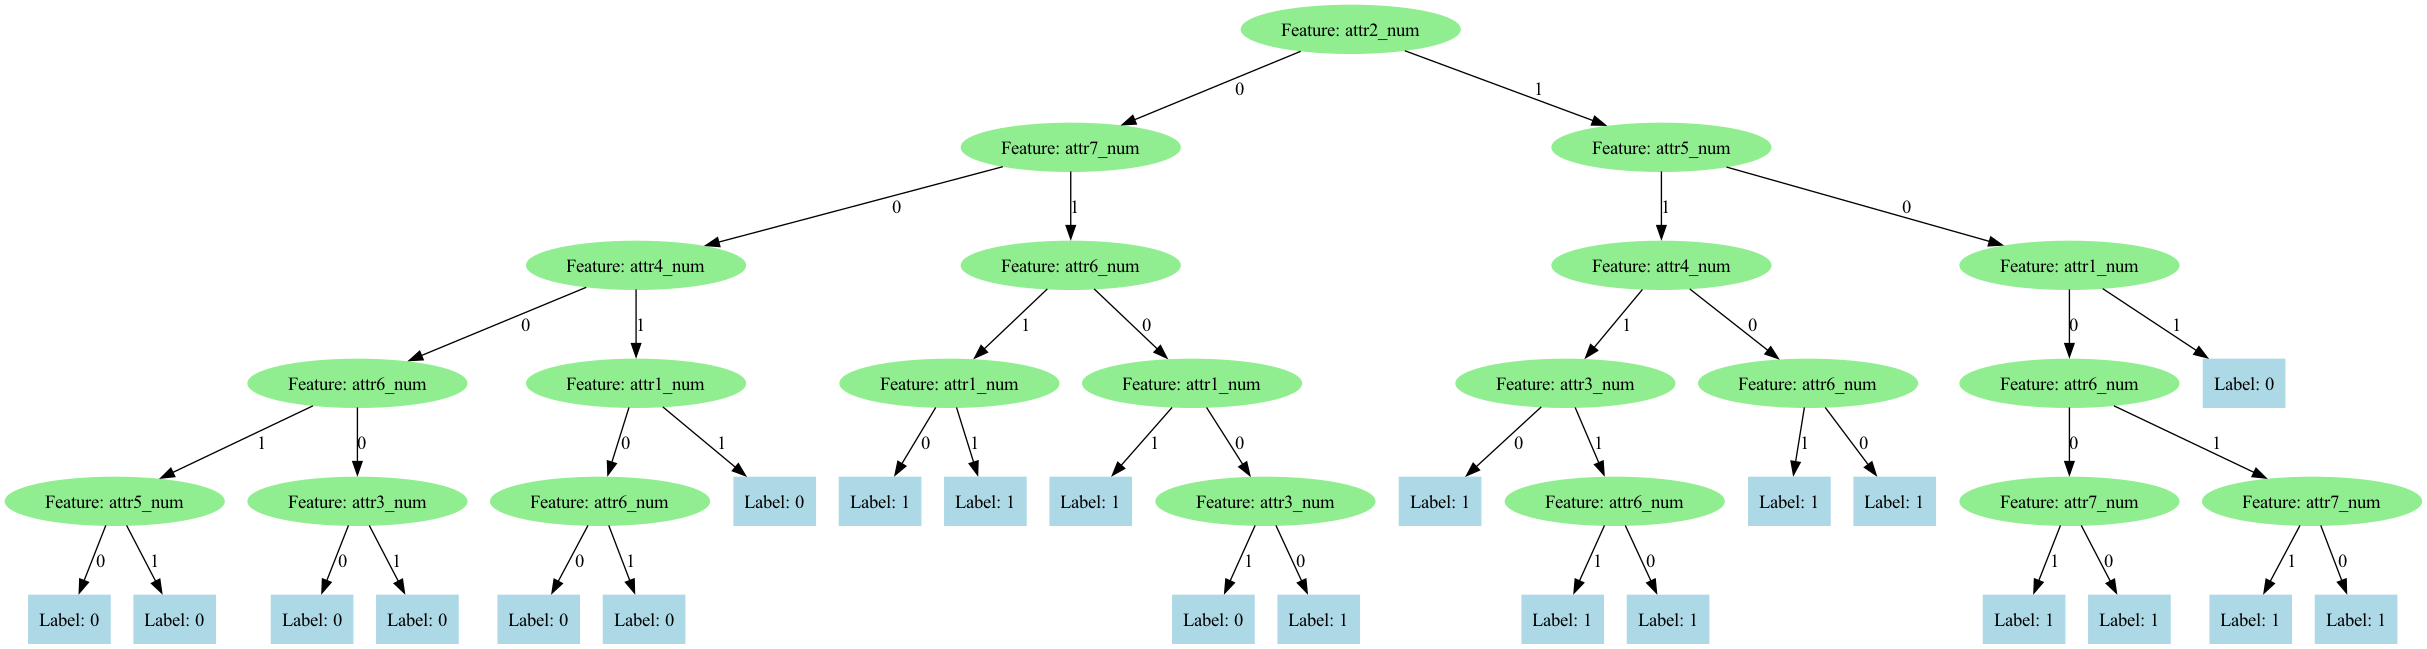 Feature: attr2_num
0
1
Feature: attr7_num
Feature: attr5_num
0
1
1
0
Feature: attr4_num
Feature: attr6_num
Feature: attr4_num
Feature: attr1_num
0
1
1
0
1
0
0
1
Feature: attr6_num
Feature: attr1_num
Feature: attr1_num
Feature: attr1_num
Feature: attr3_num
Feature: attr6_num
Feature: attr6_num
Label: 0
1
0
0
1
0
1
1
0
0
1
1
0
0
1
Feature: attr5_num
Feature: attr3_num
Feature: attr6_num
Label: 0
Label: 1
Label: 1
Label: 1
Feature: attr3_num
Label: 1
Feature: attr6_num
Label: 1
Label: 1
Feature: attr7_num
Feature: attr7_num
0
1
0
1
0
1
1
0
1
0
1
0
1
0
Label: 0
Label: 0
Label: 0
Label: 0
Label: 0
Label: 0
Label: 0
Label: 1
Label: 1
Label: 1
Label: 1
Label: 1
Label: 1
Label: 1